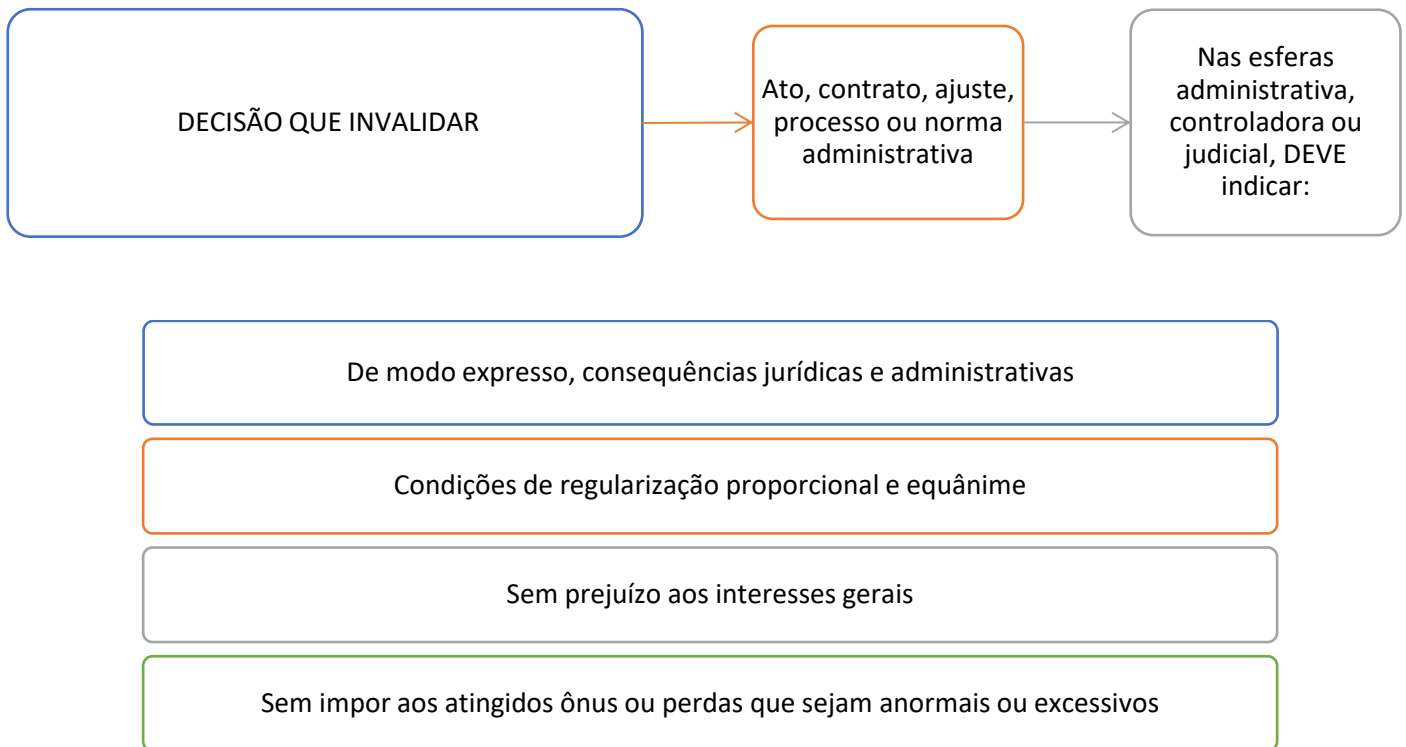 DECISÃO QUE INVALIDAR
Ato, contrato, ajuste,
processo ou norma
administrativa
Nas esferas
administrativa,
controladora ou
judicial, DEVE
indicar:
De modo expresso, consequências jurídicas e administrativas
Condições de regularização proporcional e equânime
Sem prejuízo aos interesses gerais
Sem impor aos atingidos ônus ou perdas que sejam anormais ou excessivos